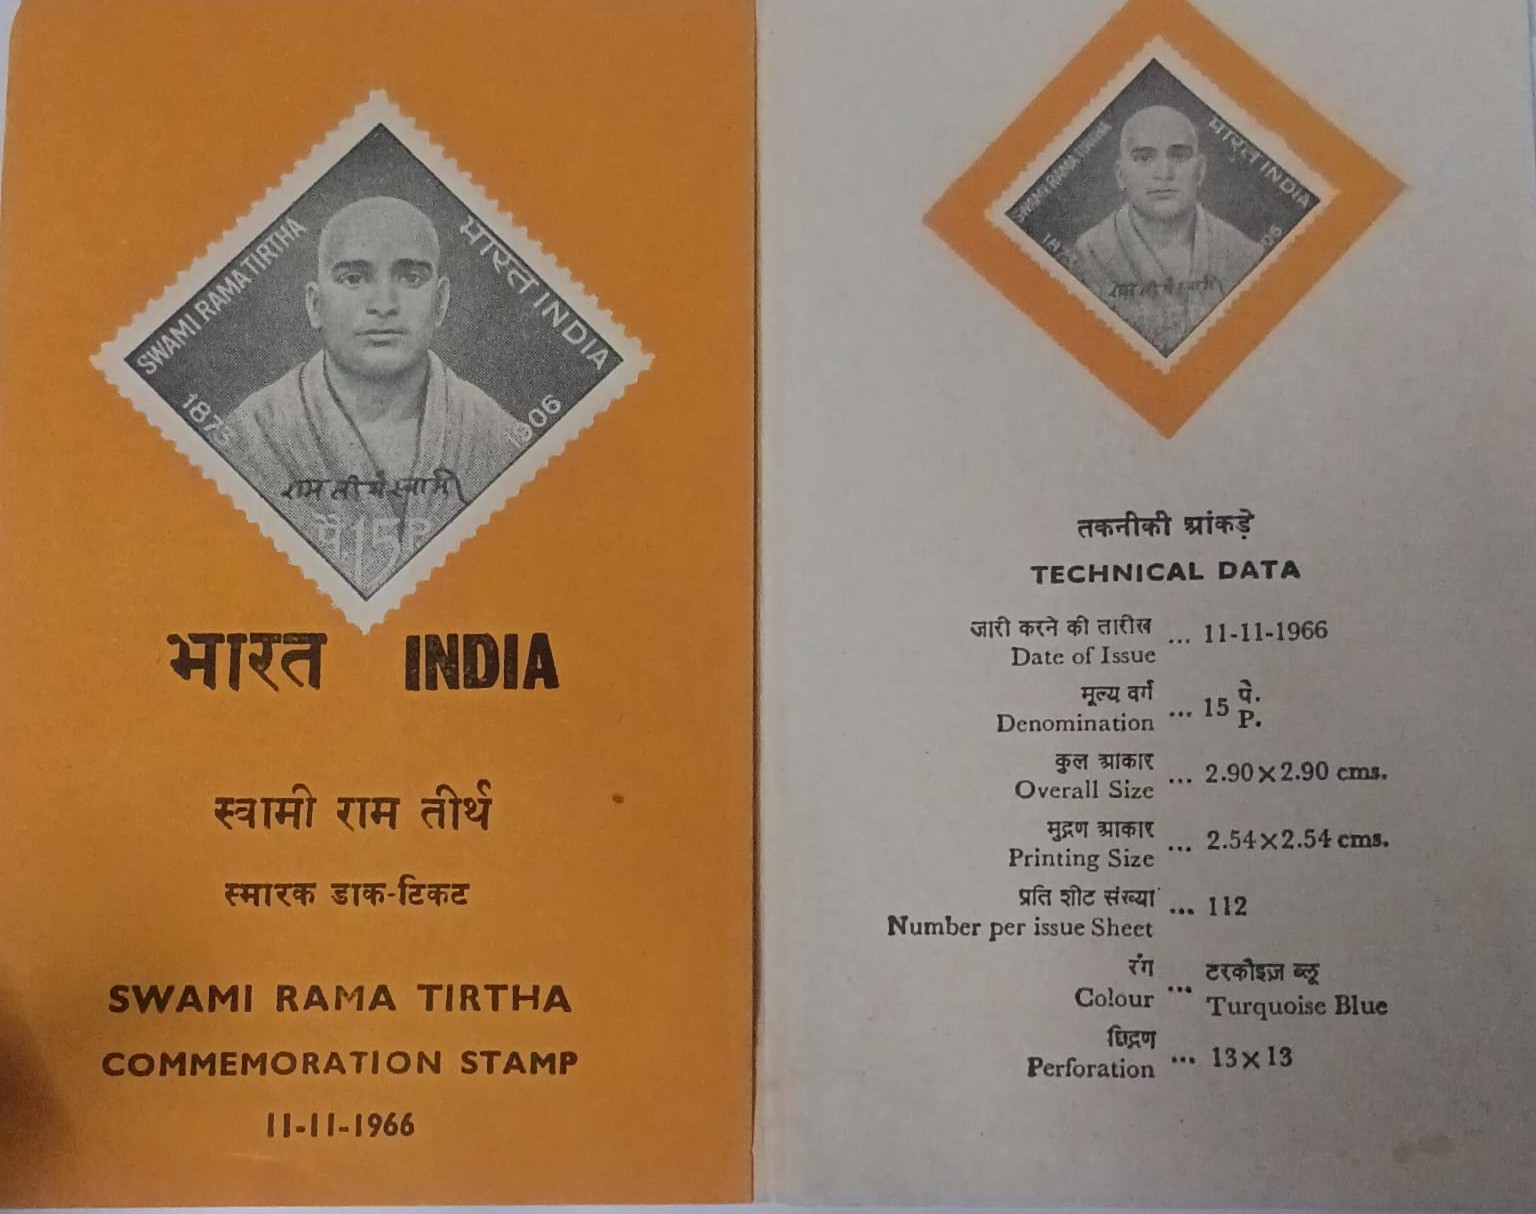 SWAMI RAMA TIRTHA
भारत INDIA
1873
1906
राम तीर्थ स्वामी
पै 15 P
भारत INDIA
स्वामी राम तीर्थ
स्मारक डाक-टिकट
SWAMI RAMA TIRTHA
COMMEMORATION STAMP
11-11-1966
SWAMI RAMA TIRTHA
भारत INDIA
राम तीर्थ स्वामी
तकनीकी आंकड़े
TECHNICAL DATA
जारी करने की तारीख
Date of Issue ... 11-11-1966
मूल्य वर्ग
Denomination ... 15 पै. P.
कुल आकार
Overall Size ... 2.90×2.90 cms.
मुद्रण आकार
Printing Size ... 2.54×2.54 cms.
प्रति शीट संख्या
Number per issue Sheet ... 112
रंग ... टरकौइज़ ब्लू
Colour Turquoise Blue
छिद्रण
Perforation ... 13×13